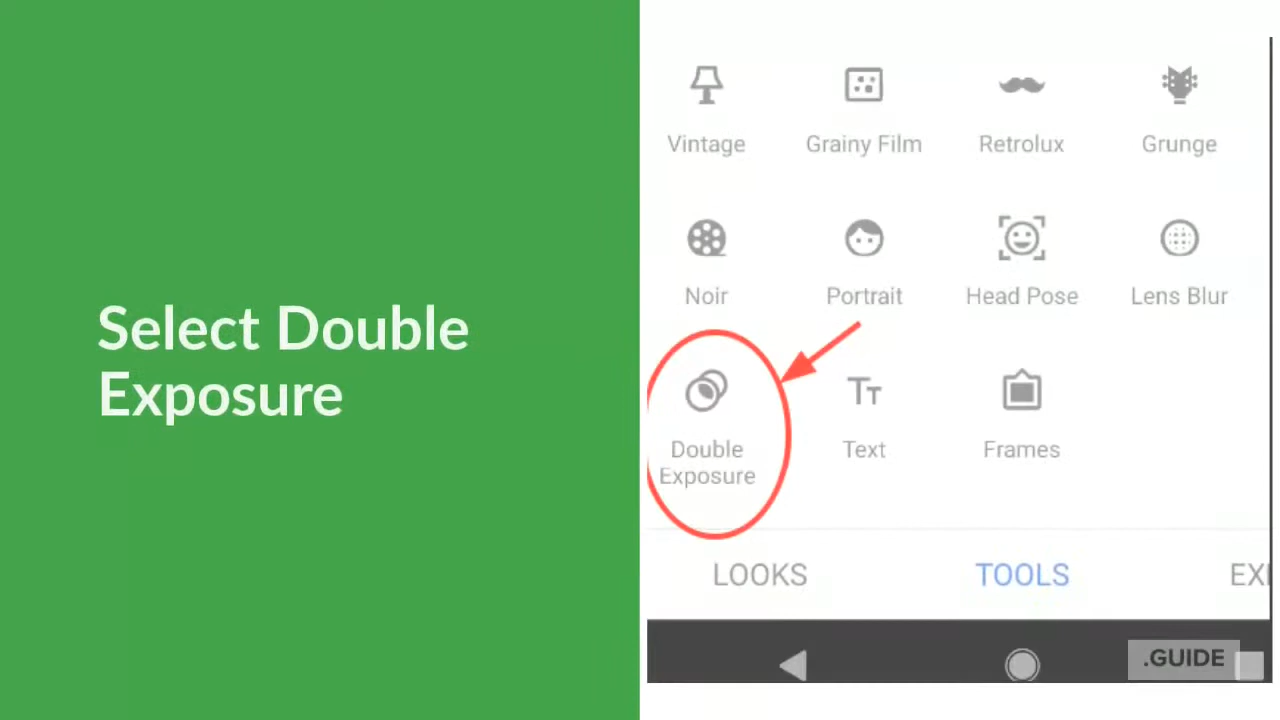 Select Double
Exposure
Vintage
Grainy Film
Retrolux
Grunge
Noir
Portrait
Head Pose
Lens Blur
Double
Exposure
Text
Frames
LOOKS
TOOLS
.GUIDE